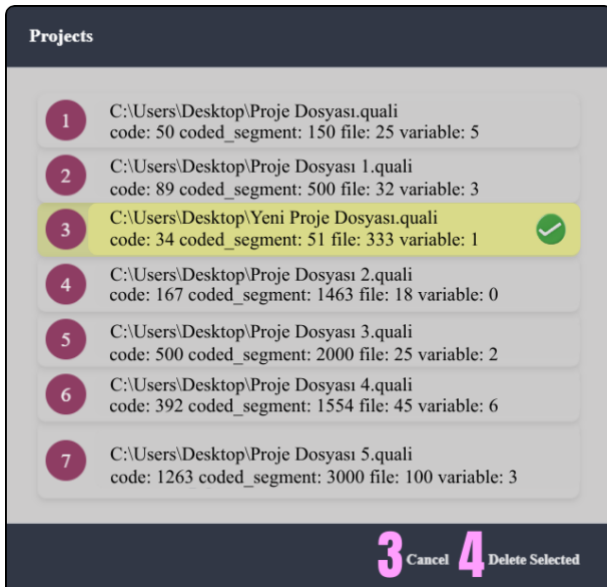 Projects
1
C:\Users\Desktop\Proje Dosyası.quali
code: 50 coded_segment: 150 file: 25 variable: 5
2
C:\Users\Desktop\Proje Dosyası 1.quali
code: 89 coded_segment: 500 file: 32 variable: 3
3
C:\Users\Desktop\Yeni Proje Dosyası.quali
code: 34 coded_segment: 51 file: 333 variable: 1
4
C:\Users\Desktop\Proje Dosyası 2.quali
code: 167 coded_segment: 1463 file: 18 variable: 0
5
C:\Users\Desktop\Proje Dosyası 3.quali
code: 500 coded_segment: 2000 file: 25 variable: 2
6
C:\Users\Desktop\Proje Dosyası 4.quali
code: 392 coded_segment: 1554 file: 45 variable: 6
7
C:\Users\Desktop\Proje Dosyası 5.quali
code: 1263 coded_segment: 3000 file: 100 variable: 3
3 Cancel 4 Delete Selected